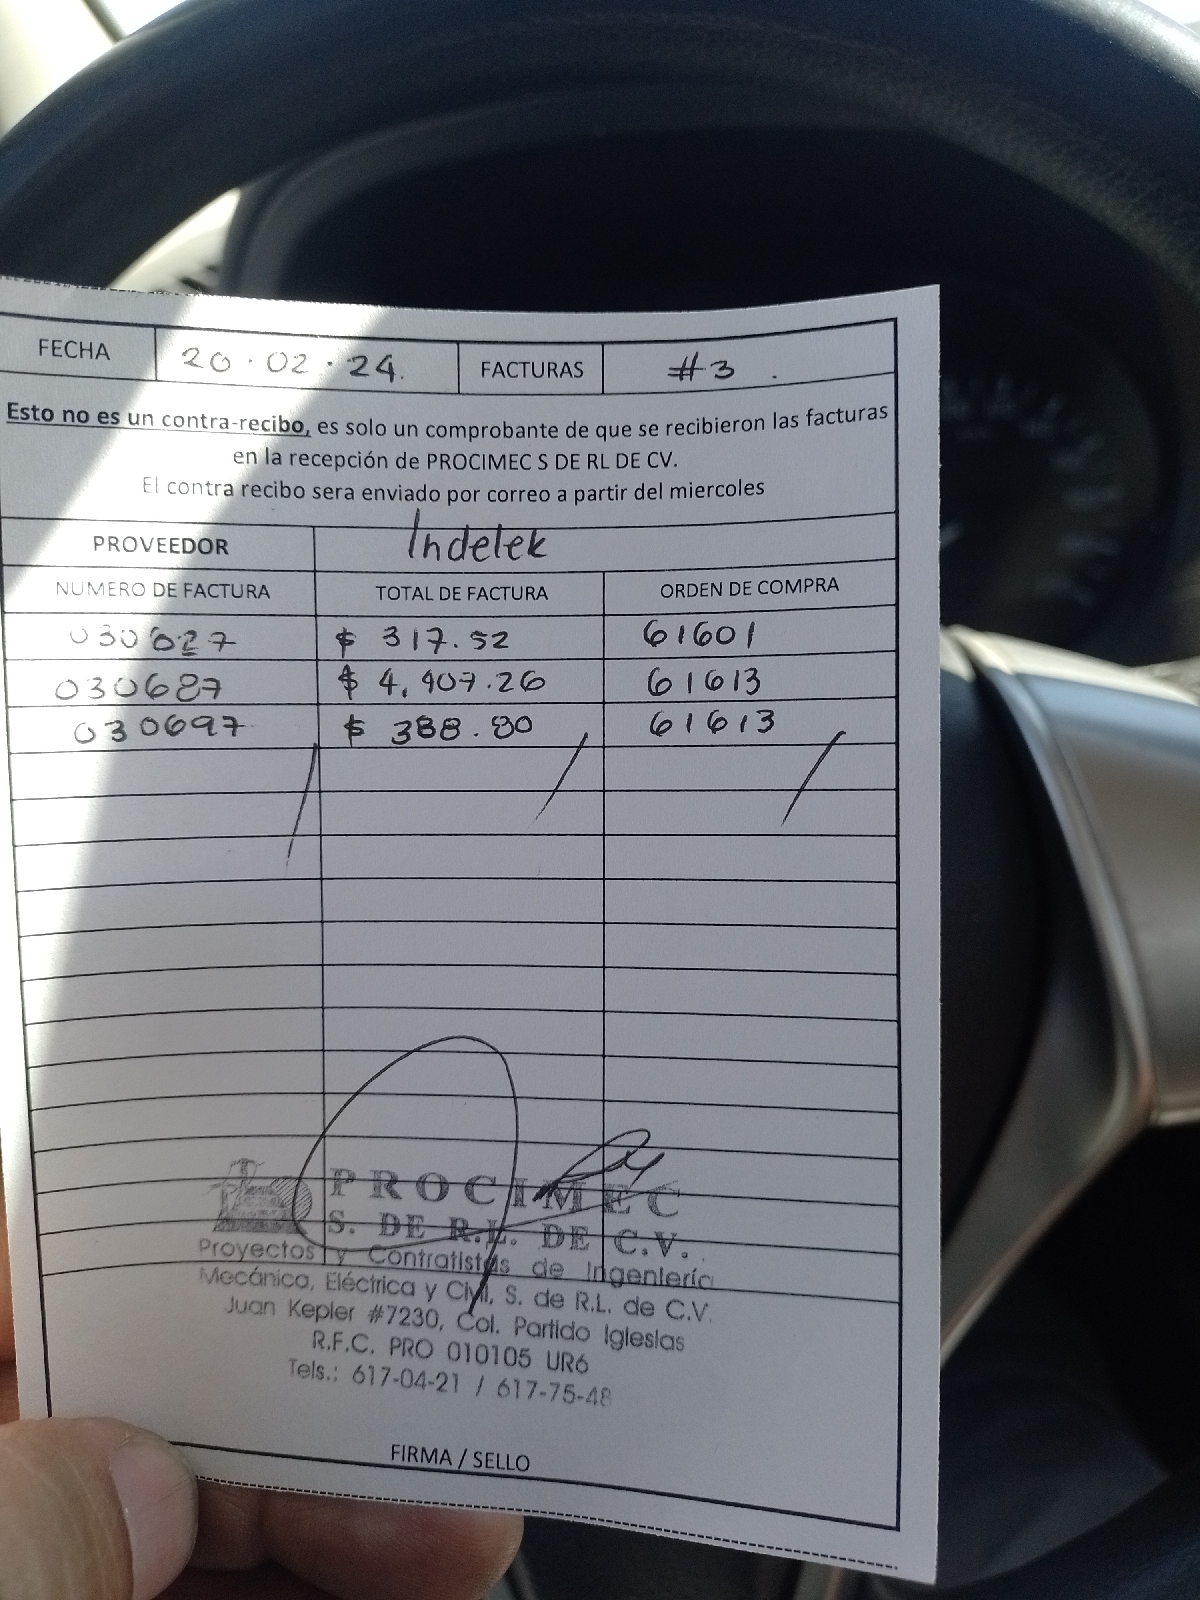 FECHA 20.02.24. FACTURAS #3.
Esto no es un contra-recibo, es solo un comprobante de que se recibieron las facturas
en la recepción de PROCIMEC S DE RL DE CV.
El contra recibo sera enviado por correo a partir del miercoles
PROVEEDOR Indelek
NUMERO DE FACTURA TOTAL DE FACTURA ORDEN DE COMPRA
030627 $ 317.52 61601
030687 $ 4,407.26 61613
030697 $ 388.80 61613
PROCIMEC
S. DE R.L. DE C.V.
Proyectos y Contratistas de Ingeniería
Mecánica, Eléctrica y Civil, S. de R.L. de C.V.
Juan Kepler #7230, Col. Partido Iglesias
R.F.C. PRO 010105 UR6
Tels.: 617-04-21 / 617-75-48
FIRMA / SELLO